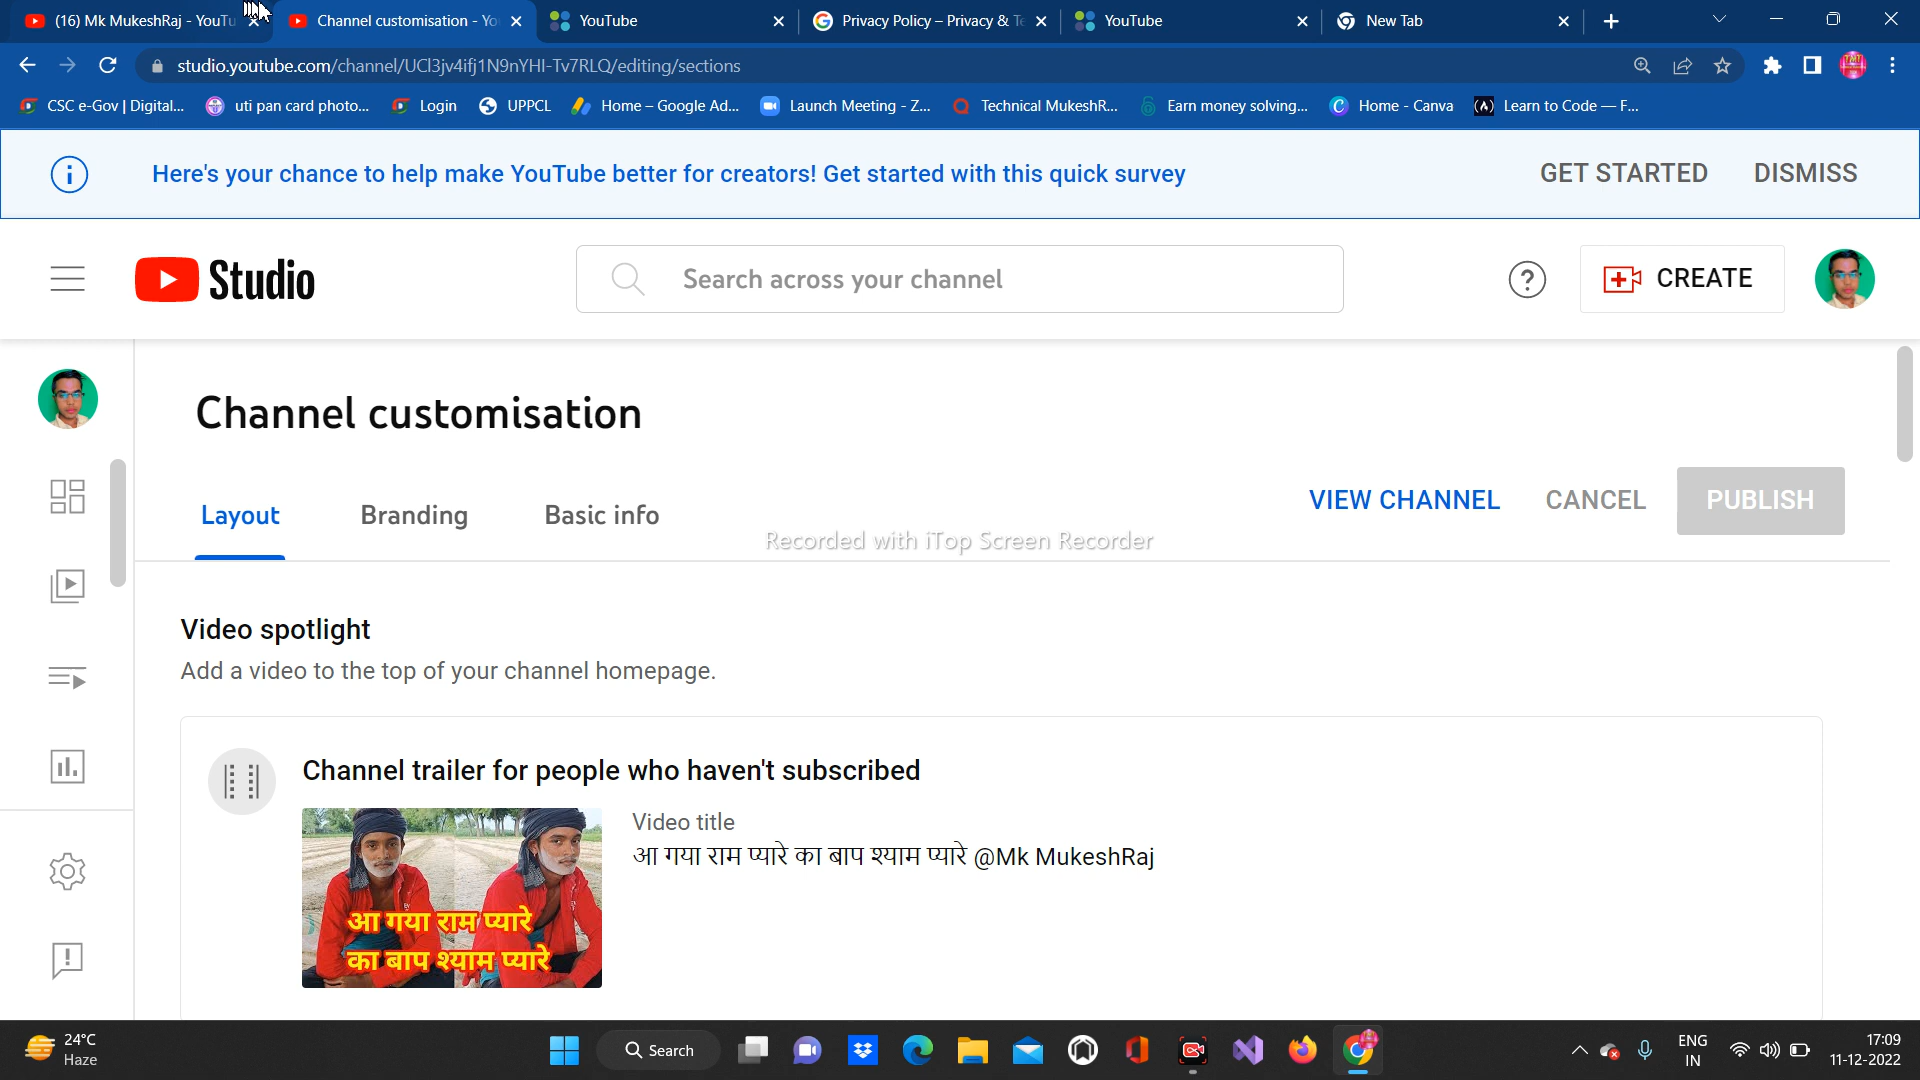 (16) Mk MukeshRaj - YouTu
Channel customisation - Yo
YouTube
Privacy Policy – Privacy & Te
YouTube
New Tab
studio.youtube.com/channel/UCl3jv4ifj1N9nYHI-Tv7RLQ/editing/sections
CSC e-Gov | Digital...
uti pan card photo...
Login
UPPCL
Home – Google Ad...
Launch Meeting - Z...
Technical MukeshR...
Earn money solving...
Home - Canva
Learn to Code — F...
Here's your chance to help make YouTube better for creators! Get started with this quick survey
GET STARTED
DISMISS
Studio
Search across your channel
CREATE
Channel customisation
Layout
Branding
Basic info
VIEW CHANNEL
CANCEL
PUBLISH
Recorded with iTop Screen Recorder
Video spotlight
Add a video to the top of your channel homepage.
Channel trailer for people who haven't subscribed
Video title
आ गया राम प्यारे का बाप श्याम प्यारे @Mk MukeshRaj
आ गया राम प्यारे
का बाप श्याम प्यारे
24°C
Haze
Search
ENG
IN
17:09
11-12-2022